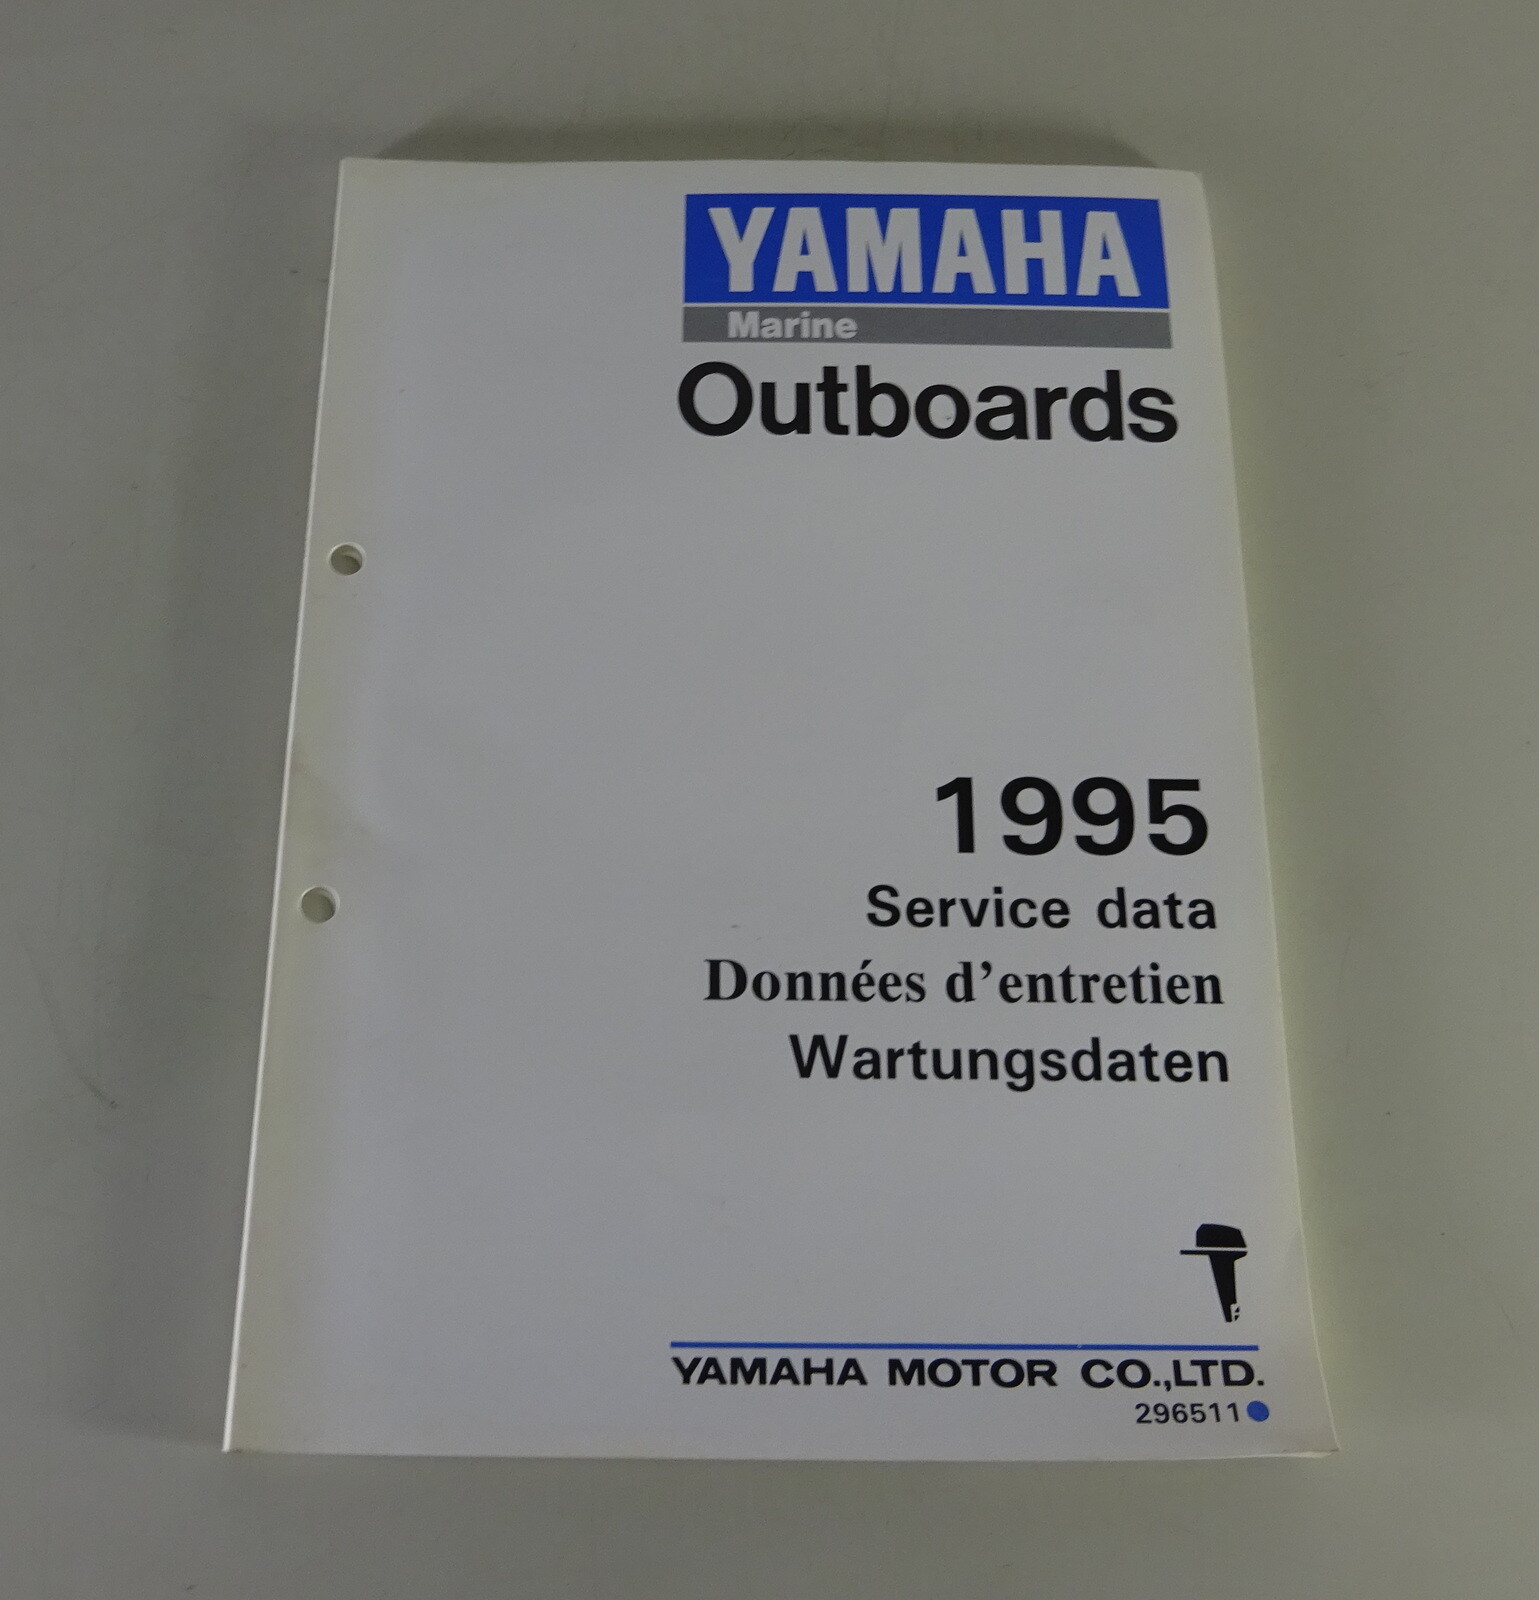 YAMAHA
Marine
Outboards
1995
Service data
Données d'entretien
Wartungsdaten
YAMAHA MOTOR CO.,LTD.
296511